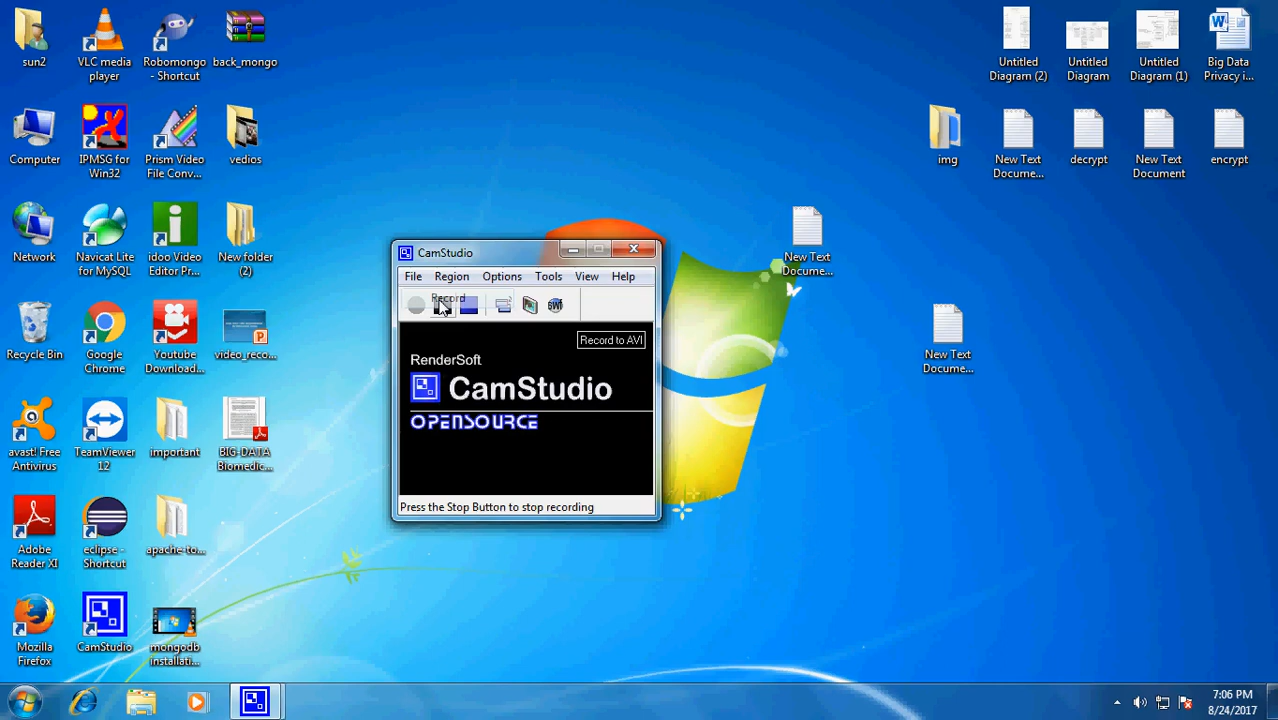 sun2
VLC media
player
Robomongo
- Shortcut
back_mongo
Untitled
Diagram (2)
Untitled
Diagram
Untitled
Diagram (1)
Big Data
Privacy i...
Computer
IPMSG for
Win32
Prism Video
File Conv...
vedios
img
New Text
Docume...
decrypt
New Text
Document
encrypt
Network
Navicat Lite
for MySQL
idoo Video
Editor Pr...
New folder
(2)
New Text
Docume...
CamStudio
File Region Options Tools View Help
Record
SWF
Record to AVI
RenderSoft
CamStudio
OPENSOURCE
Press the Stop Button to stop recording
Recycle Bin
Google
Chrome
Youtube
Download...
video_reco...
New Text
Docume...
avast! Free
Antivirus
TeamViewer
12
important
BIG-DATA
Biomedic...
Adobe
Reader XI
eclipse -
Shortcut
apache-to...
Mozilla
Firefox
CamStudio
mongodb
installati...
7:06 PM
8/24/2017